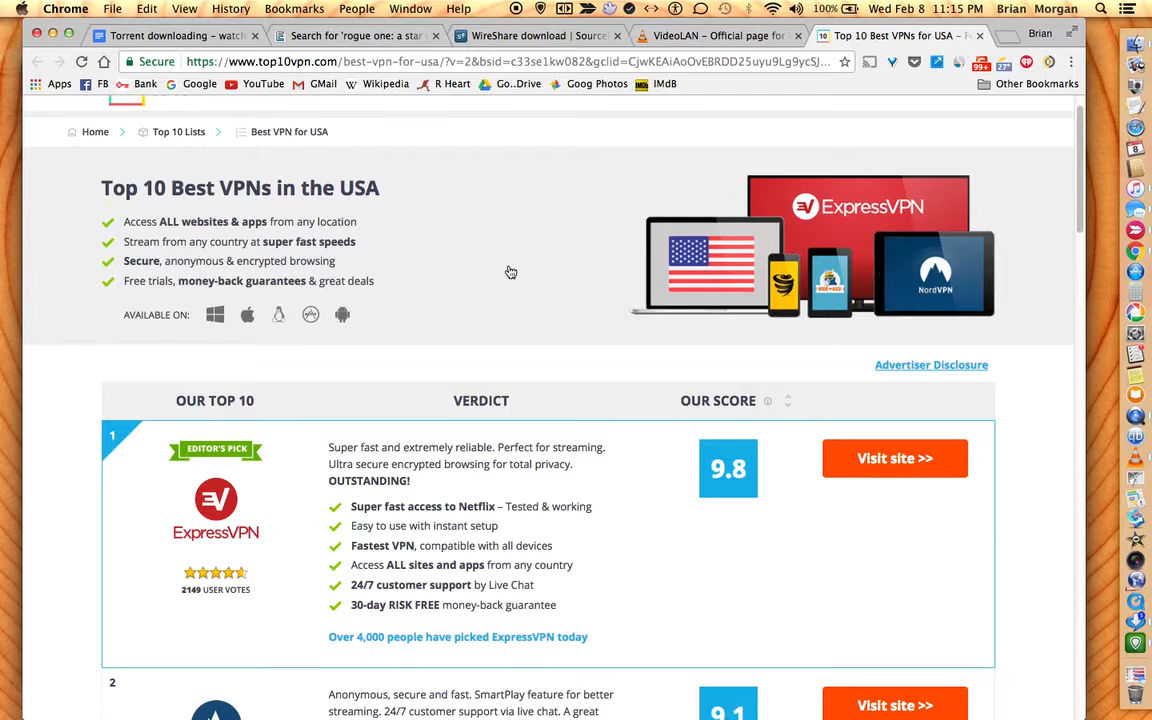 Chrome File Edit View History Bookmarks People Window Help 100% Wed Feb 8 11:15 PM Brian Morgan
Torrent downloading – watch Search for 'rogue one: a star WireShare download | Source VideoLAN - Official page for Top 10 Best VPNs for USA – F Brian
Secure https://www.top10vpn.com/best-vpn-for-usa/?v=2&bsid=c33se1kw082&gclid=CjwKEAiAoOvEBRDD25uyu9Lg9ycSJ... 99+ 27°
Apps FB Bank Google YouTube GMail Wikipedia R Heart Go..Drive Goog Photos IMDb Other Bookmarks
Home Top 10 Lists Best VPN for USA
Top 10 Best VPNs in the USA
Access ALL websites & apps from any location
Stream from any country at super fast speeds
Secure, anonymous & encrypted browsing
Free trials, money-back guarantees & great deals
AVAILABLE ON:
ExpressVPN
HIDE MY ASS!
NordVPN
Advertiser Disclosure
OUR TOP 10 VERDICT OUR SCORE
1
EDITOR'S PICK
ExpressVPN
2149 USER VOTES
Super fast and extremely reliable. Perfect for streaming.
Ultra secure encrypted browsing for total privacy.
OUTSTANDING!
Super fast access to Netflix – Tested & working
Easy to use with instant setup
Fastest VPN, compatible with all devices
Access ALL sites and apps from any country
24/7 customer support by Live Chat
30-day RISK FREE money-back guarantee
Over 4,000 people have picked ExpressVPN today
9.8
Visit site >>
2
Anonymous, secure and fast. SmartPlay feature for better
streaming. 24/7 customer support via live chat. A great
9.1
Visit site >>